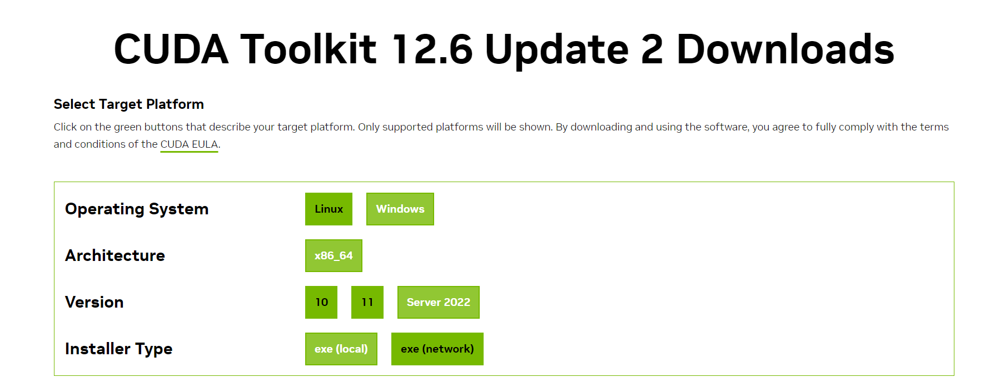 CUDA Toolkit 12.6 Update 2 Downloads
Select Target Platform
Click on the green buttons that describe your target platform. Only supported platforms will be shown. By downloading and using the software, you agree to fully comply with the terms
and conditions of the CUDA EULA.
Operating System Linux Windows
Architecture x86_64
Version 10 11 Server 2022
Installer Type exe (local) exe (network)